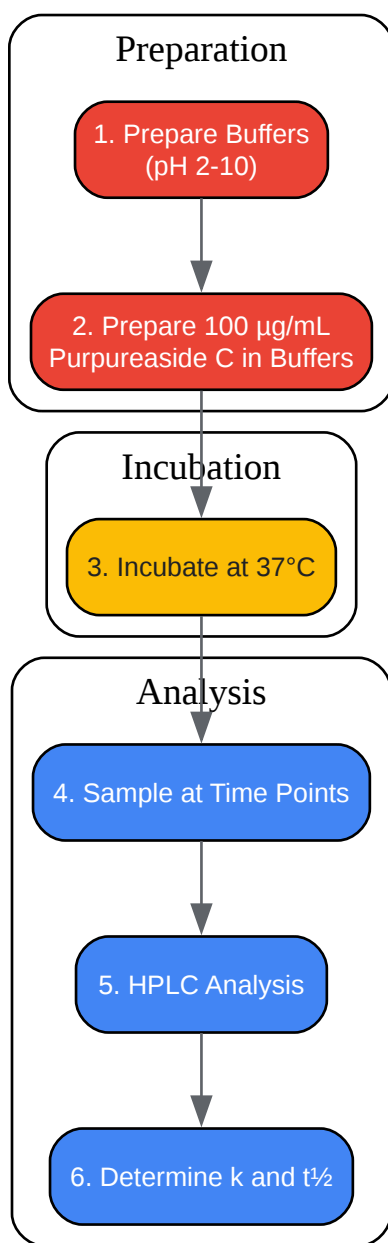 Preparation
1. Prepare Buffers
(pH 2-10)
2. Prepare 100 µg/mL
Purpureaside C in Buffers
Incubation
3. Incubate at 37°C
Analysis
4. Sample at Time Points
5. HPLC Analysis
6. Determine k and t½